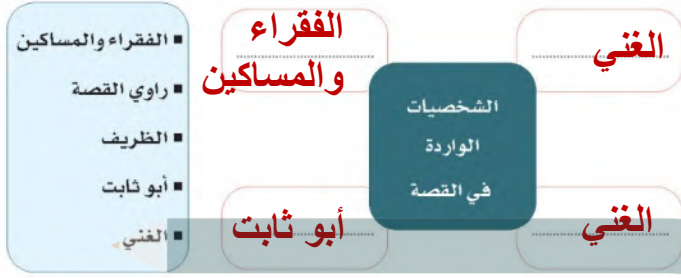 الغني
الفقراء
والمساكين
الشخصيات
الواردة
في القصة
الغني
أبو ثابت
■ الفقراء والمساكين
■ راوي القصة
■ الظريف
■ أبو ثابت
■ الغني